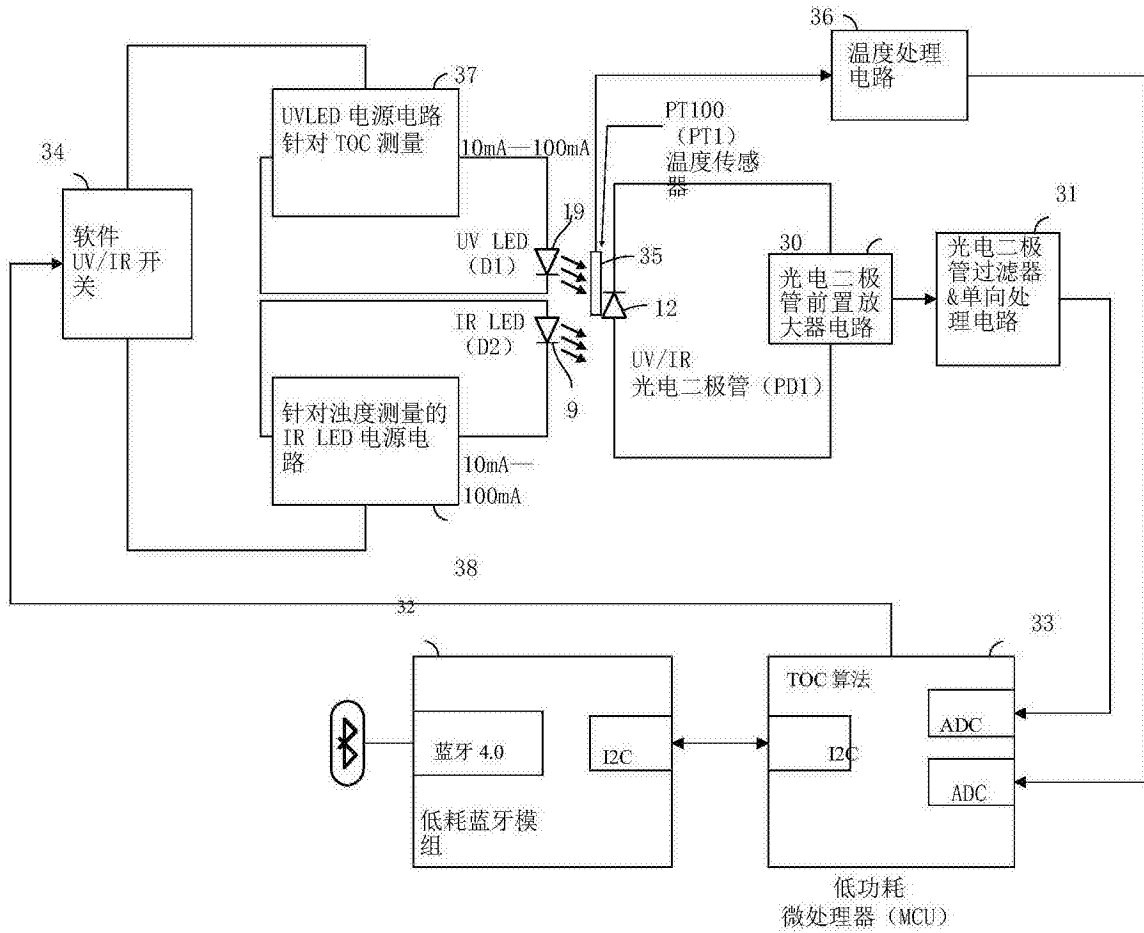 36
温度处理
电路
37
UVLED 电源电路
针对 TOC 测量
10mA—100mA
PT100
(PT1)
温度传感
器
34
软件
UV/IR 开
关
19
UV LED
(D1)
35
12
30
光电二极
管前置放
大器电路
31
光电二极
管过滤器
&单向处
理电路
IR LED
(D2)
9
UV/IR
光电二极管 (PD1)
针对浊度测量的
IR LED 电源电
路
10mA—
100mA
38
32
33
TOC 算法
ADC
ADC
I2C
I2C
蓝牙 4.0
低耗蓝牙模
组
低功耗
微处理器 (MCU)